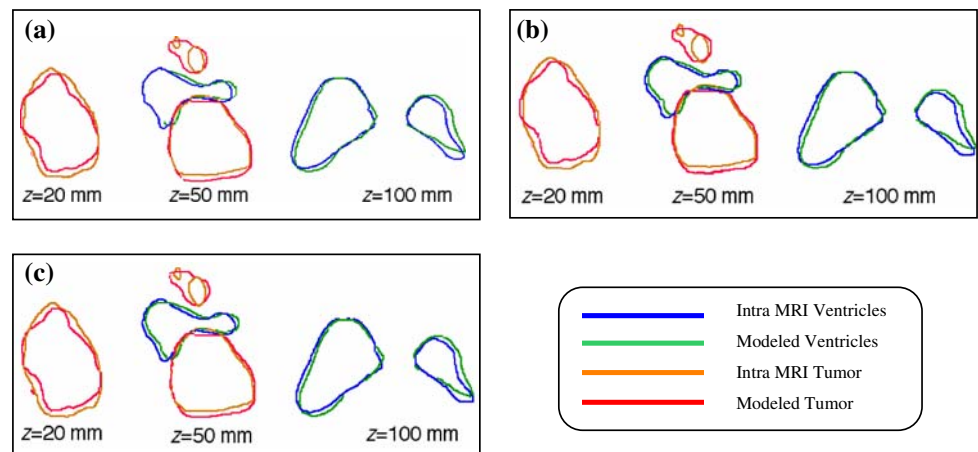 (a)
z=20 mm z=50 mm z=100 mm
(b)
z=20 mm z=50 mm z=100 mm
(c)
z=20 mm z=50 mm z=100 mm
Intra MRI Ventricles
Modeled Ventricles
Intra MRI Tumor
Modeled Tumor